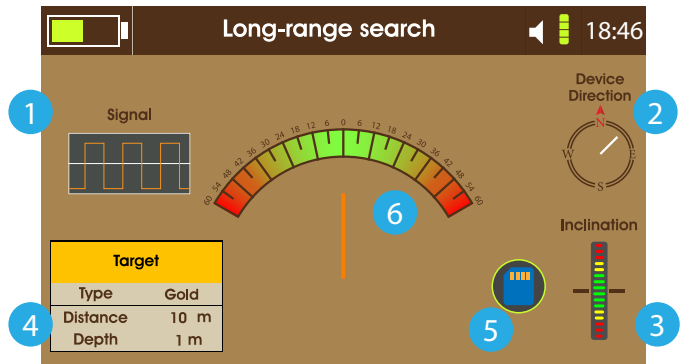 Long-range search
18:46
1
Signal
Device
Direction
2
N
W
E
S
60 54 48 42 36 30 24 18 12 6 0 6 12 18 24 30 36 42 48 54 60
6
Inclination
Target
Type Gold
Distance 10 m
Depth 1 m
4
5
3